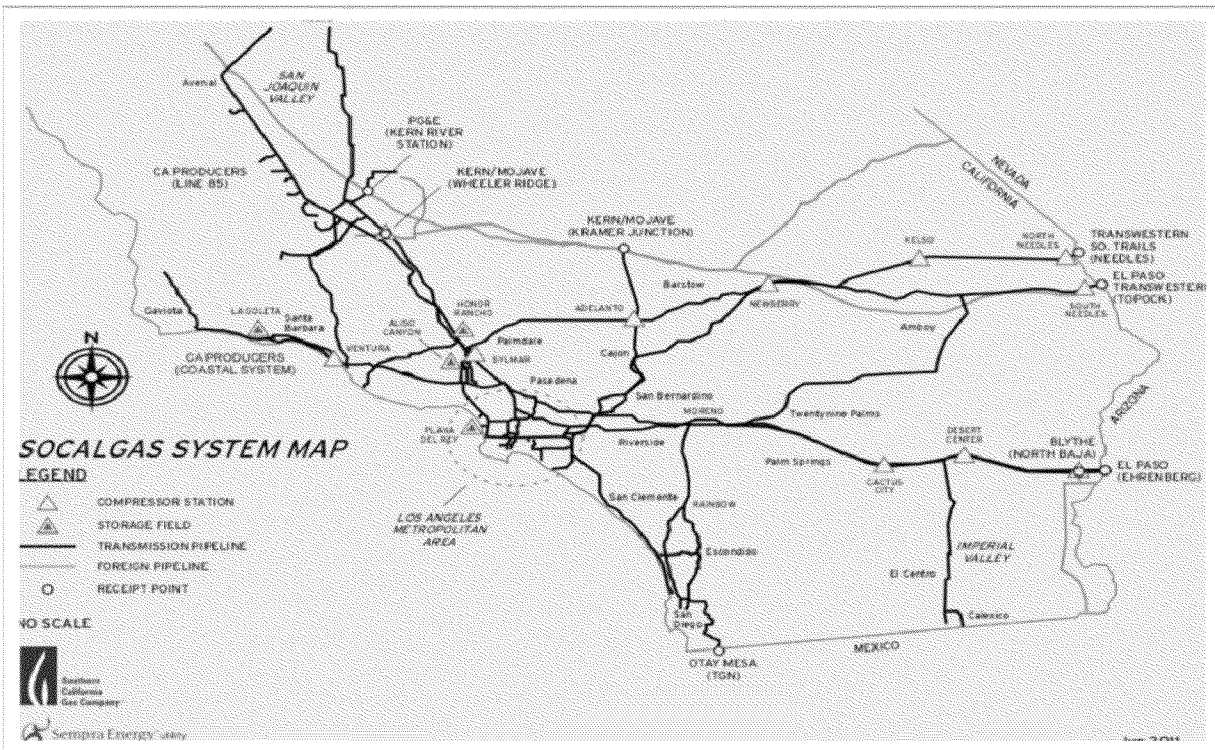 SAN
JOAQUIN
VALLEY
Avenal
PG&E
(KERN RIVER
STATION)
CA PRODUCERS
(LINE 85)
KERN/MOJAVE
(WHEELER RIDGE)
NEVADA
CALIFORNIA
KERN/MOJAVE
(KRAMER JUNCTION)
KELSO
NORTH
NEEDLES
TRANSWESTERN
SO. TRAILS
(NEEDLES)
EL PASO
TRANSWESTERN
(TOPOCK)
Barstow
NEWBERRY
SOUTH
NEEDLES
Gaviota
LAGOLETA
Santa
Barbara
HONOR
RANCHO
ADELANTO
ALISO
CANYON
Palmdale
Amboy
N
VENTURA
SYLMAR
Cajon
CA PRODUCERS
(COASTAL SYSTEM)
Pasadena
San Bernardino
ARIZONA
MORENO
Twentynine Palms
PLAYA
DEL REY
Riverside
DESERT
CENTER
BLYTHE
(NORTH BAJA)
SOCALGAS SYSTEM MAP
Palm Springs
EL PASO
(EHRENBERG)
LEGEND
CACTUS
CITY
COMPRESSOR STATION
San Clemente
RAINBOW
STORAGE FIELD
LOS ANGELES
METROPOLITAN
AREA
TRANSMISSION PIPELINE
Escondido
IMPERIAL
VALLEY
FOREIGN PIPELINE
El Centro
RECEIPT POINT
San
Diego
Calexico
NO SCALE
MEXICO
OTAY MESA
(TGN)
Southern
California
Gas Company
Sempra Energy utility